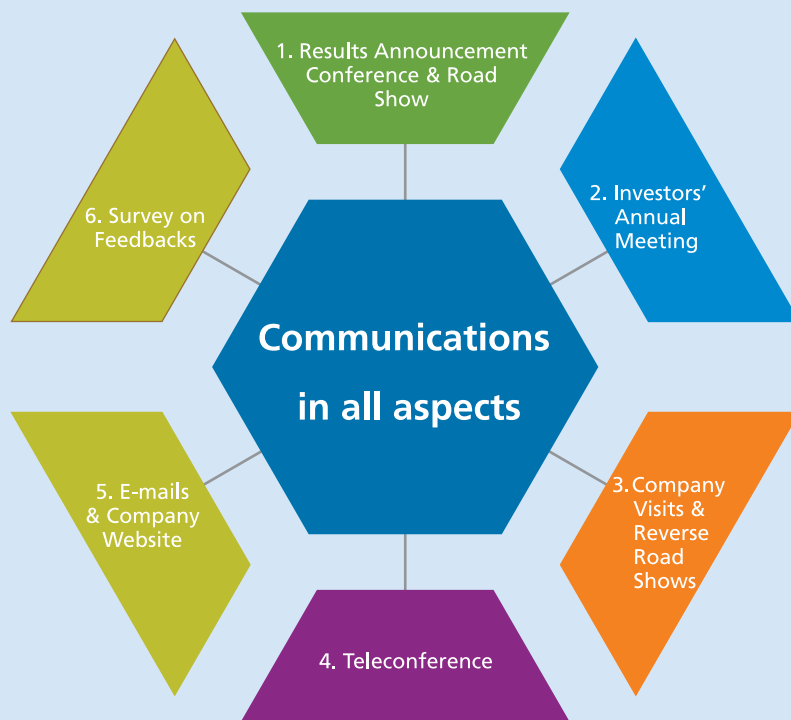 1. Results Announcement
Conference & Road
Show
2. Investors’
Annual
Meeting
3. Company
Visits &
Reverse
Road
Shows
4. Teleconference
5. E-mails
& Company
Website
6. Survey on
Feedbacks
Communications
in all aspects